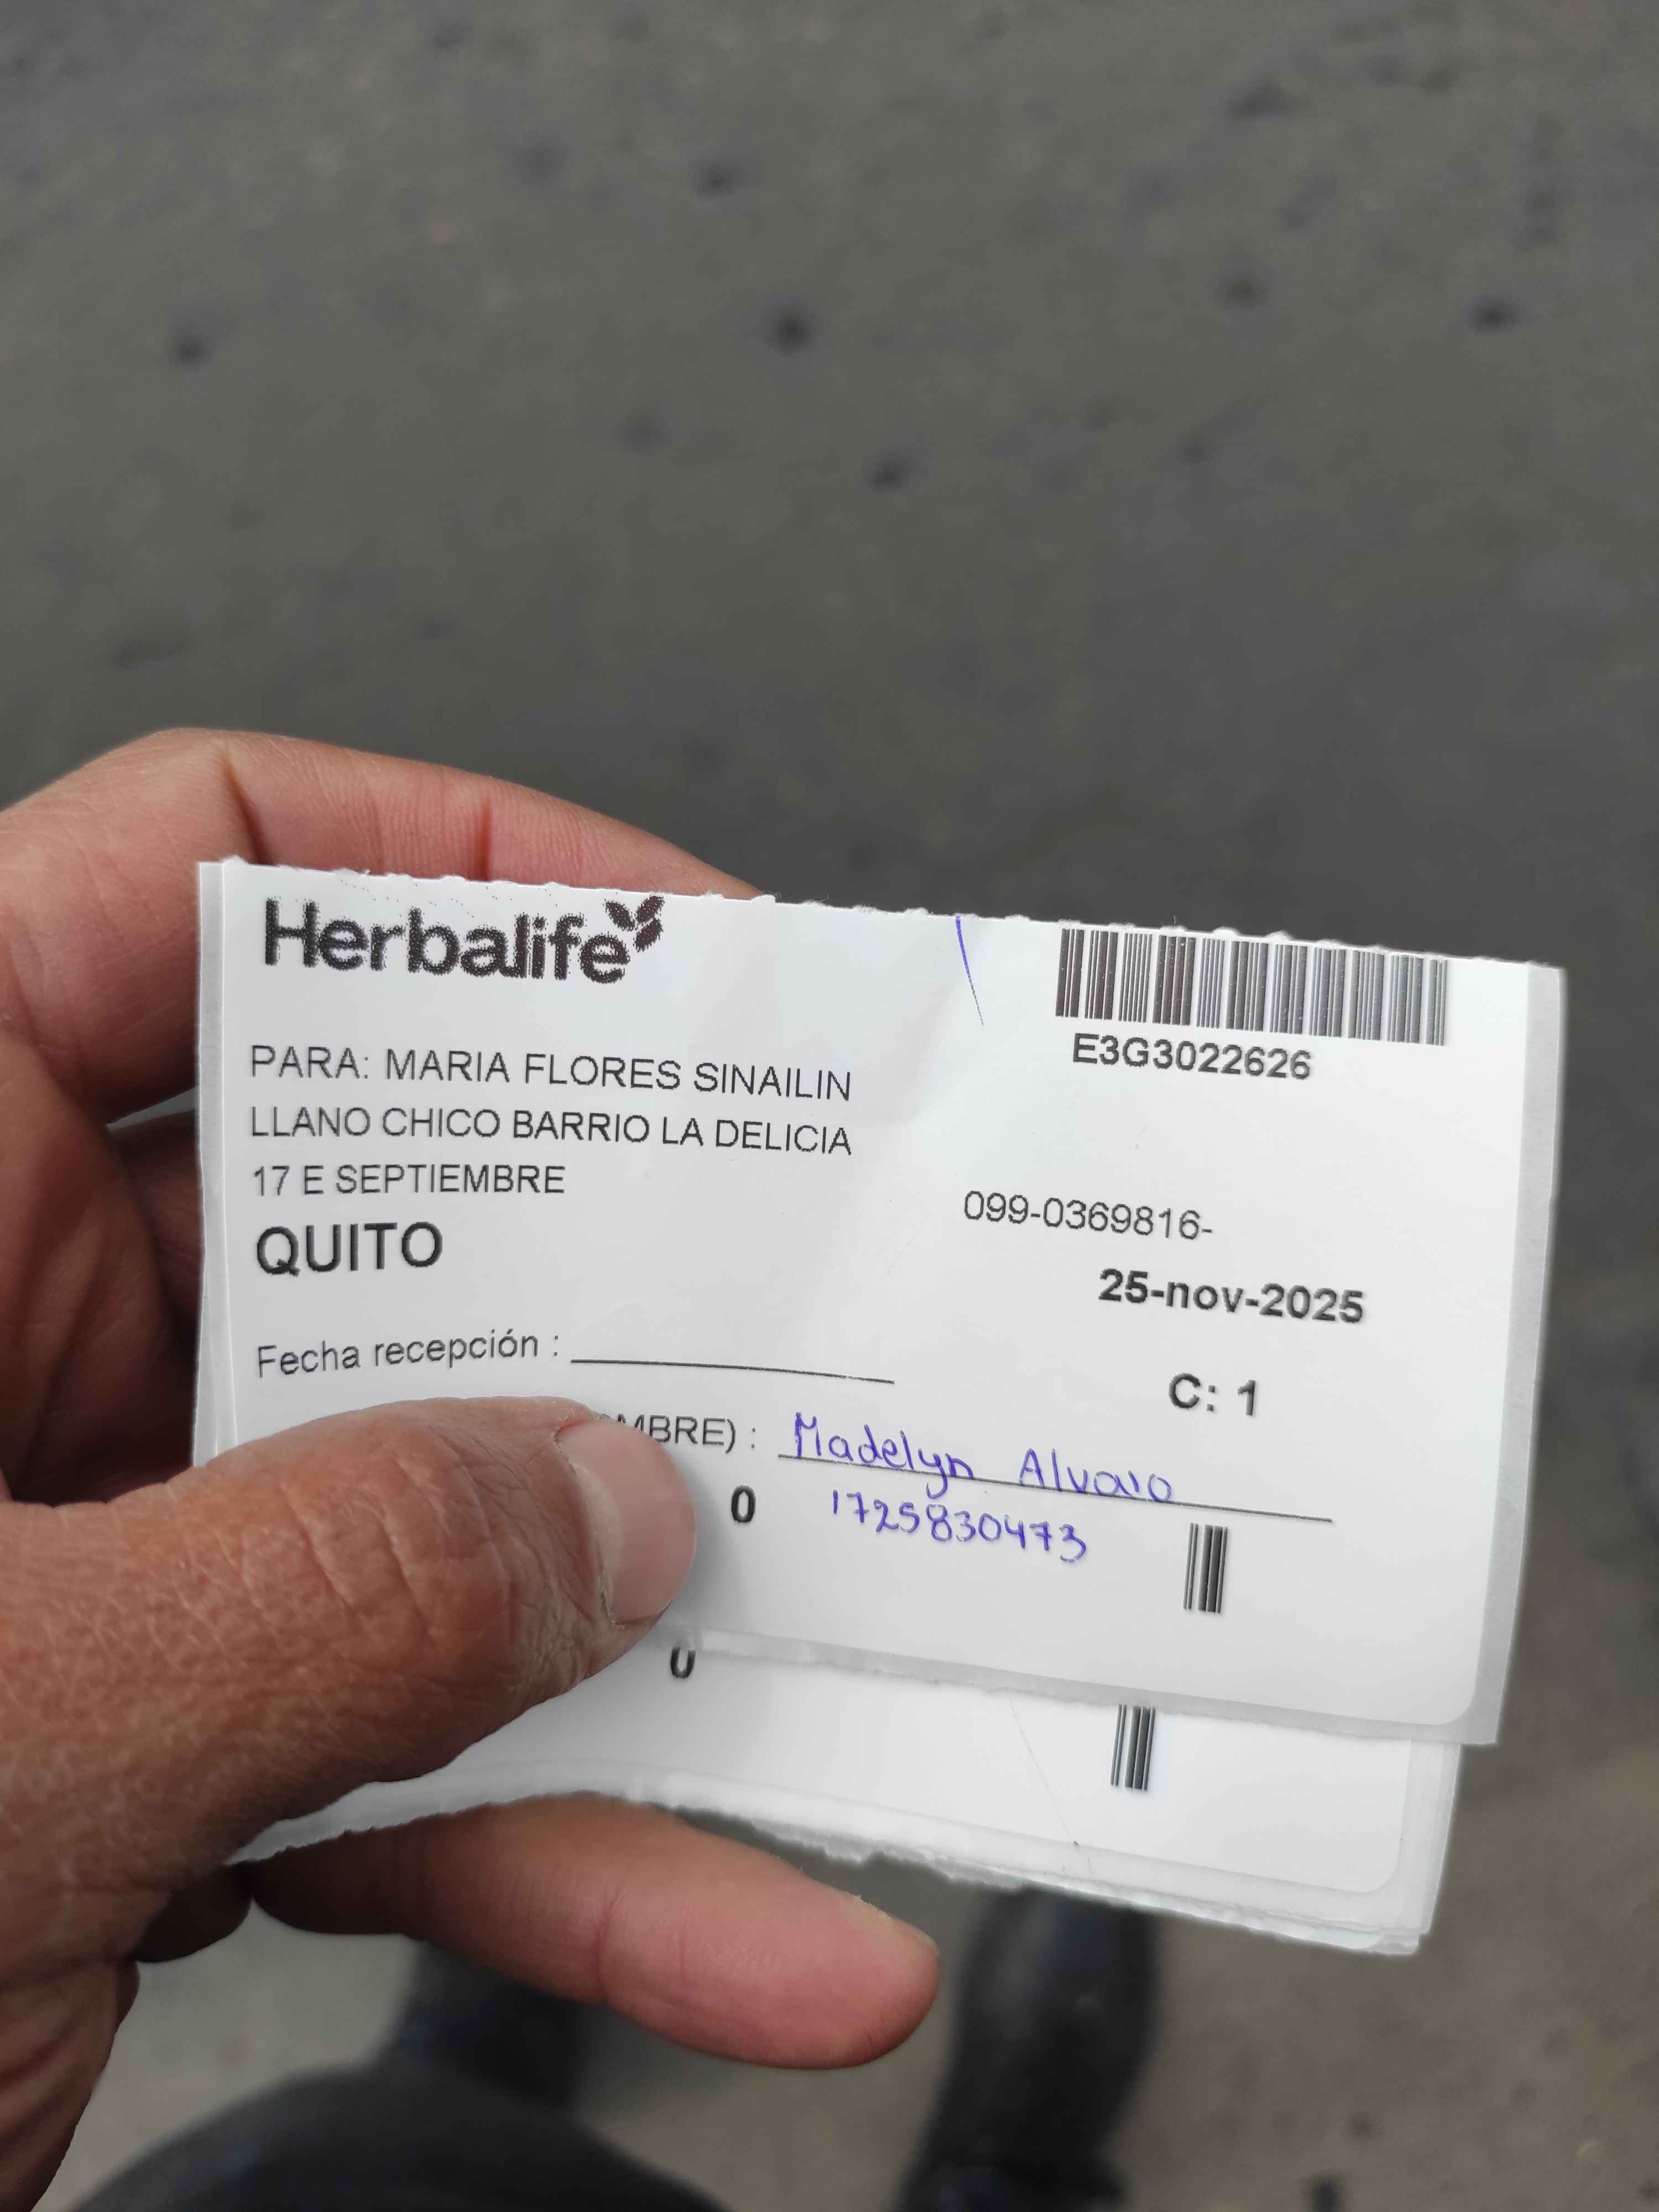 Herbalife
E3G3022626
PARA: MARIA FLORES SINAILIN
LLANO CHICO BARRIO LA DELICIA
17 E SEPTIEMBRE
099-0369816-
QUITO
25-nov-2025
Fecha recepción :
C: 1
MBRE) : Madelyn Alvaro
0 1725830473
0